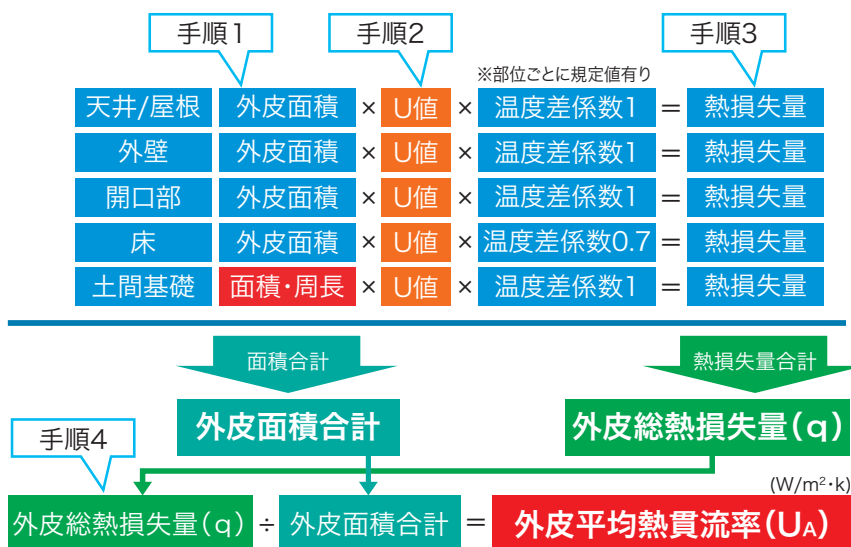 手順1 手順2 手順3
※部位ごとに規定値有り
天井/屋根 外皮面積 × U値 × 温度差係数1 = 熱損失量
外壁 外皮面積 × U値 × 温度差係数1 = 熱損失量
開口部 外皮面積 × U値 × 温度差係数1 = 熱損失量
床 外皮面積 × U値 × 温度差係数0.7 = 熱損失量
土間基礎 面積・周長 × U値 × 温度差係数1 = 熱損失量
面積合計 熱損失量合計
外皮面積合計 外皮総熱損失量(q)
手順4
(W/m²・k)
外皮総熱損失量(q) ÷ 外皮面積合計 = 外皮平均熱貫流率(UA)